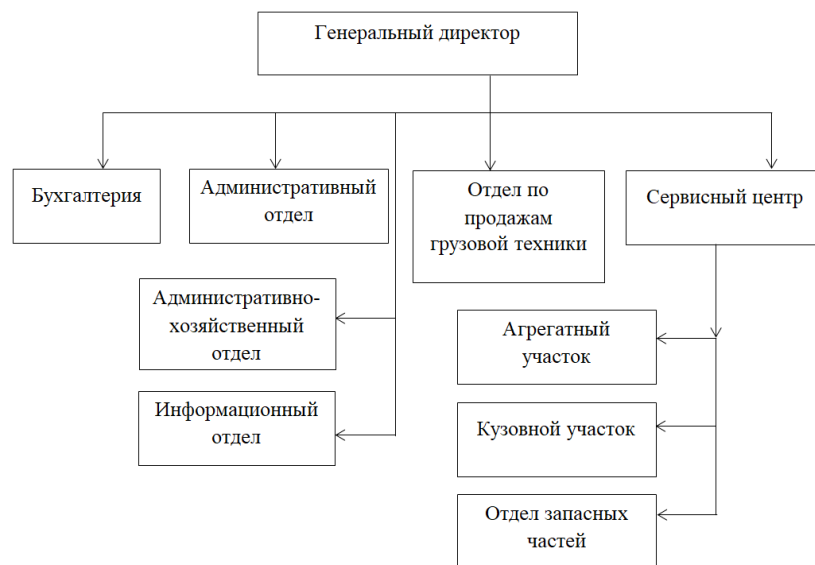 Генеральный директор
Бухгалтерия
Административный
отдел
Отдел по
продажам
грузовой техники
Сервисный центр
Административно-
хозяйственный
отдел
Информационный
отдел
Агрегатный
участок
Кузовной участок
Отдел запасных
частей